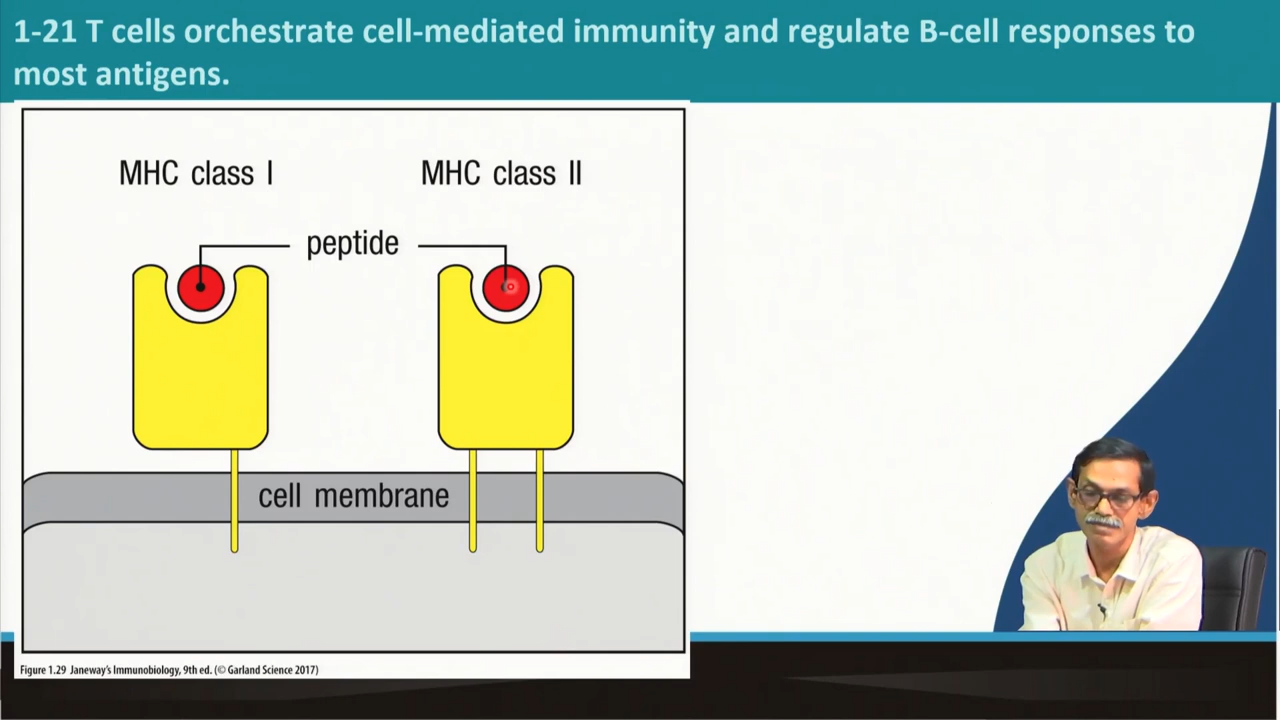 1-21 T cells orchestrate cell-mediated immunity and regulate B-cell responses to
most antigens.
MHC class I
MHC class II
peptide
cell membrane
Figure 1.29 Janeway's Immunobiology, 9th ed. (© Garland Science 2017)